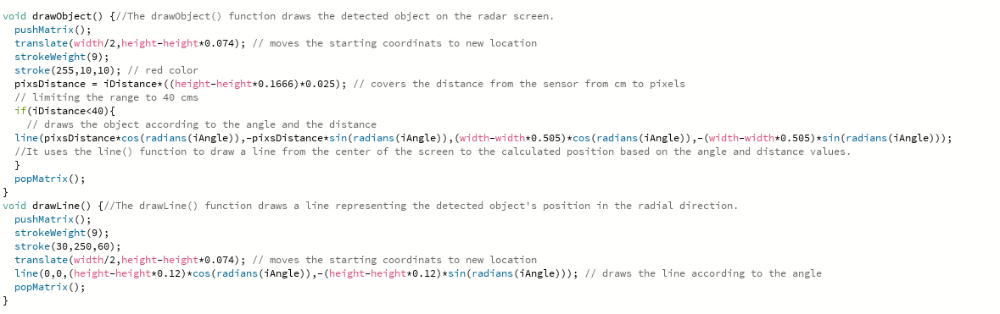 void drawObject() {//The drawObject() function draws the detected object on the radar screen.
  pushMatrix();
  translate(width/2,height-height*0.074); // moves the starting coordinats to new location
  strokeWeight(9);
  stroke(255,10,10); // red color
  pixsDistance = iDistance*((height-height*0.1666)*0.025); // covers the distance from the sensor from cm to pixels
  // limiting the range to 40 cms
  if(iDistance<40){
    // draws the object according to the angle and the distance
  line(pixsDistance*cos(radians(iAngle)),-pixsDistance*sin(radians(iAngle)),(width-width*0.505)*cos(radians(iAngle)),-(width-width*0.505)*sin(radians(iAngle)));
  //It uses the line() function to draw a line from the center of the screen to the calculated position based on the angle and distance values.
  }
  popMatrix();
}
void drawLine() {//The drawLine() function draws a line representing the detected object's position in the radial direction.
  pushMatrix();
  strokeWeight(9);
  stroke(30,250,60);
  translate(width/2,height-height*0.074); // moves the starting coordinats to new location
  line(0,0,(height-height*0.12)*cos(radians(iAngle)),-(height-height*0.12)*sin(radians(iAngle))); // draws the line according to the angle
  popMatrix();
}